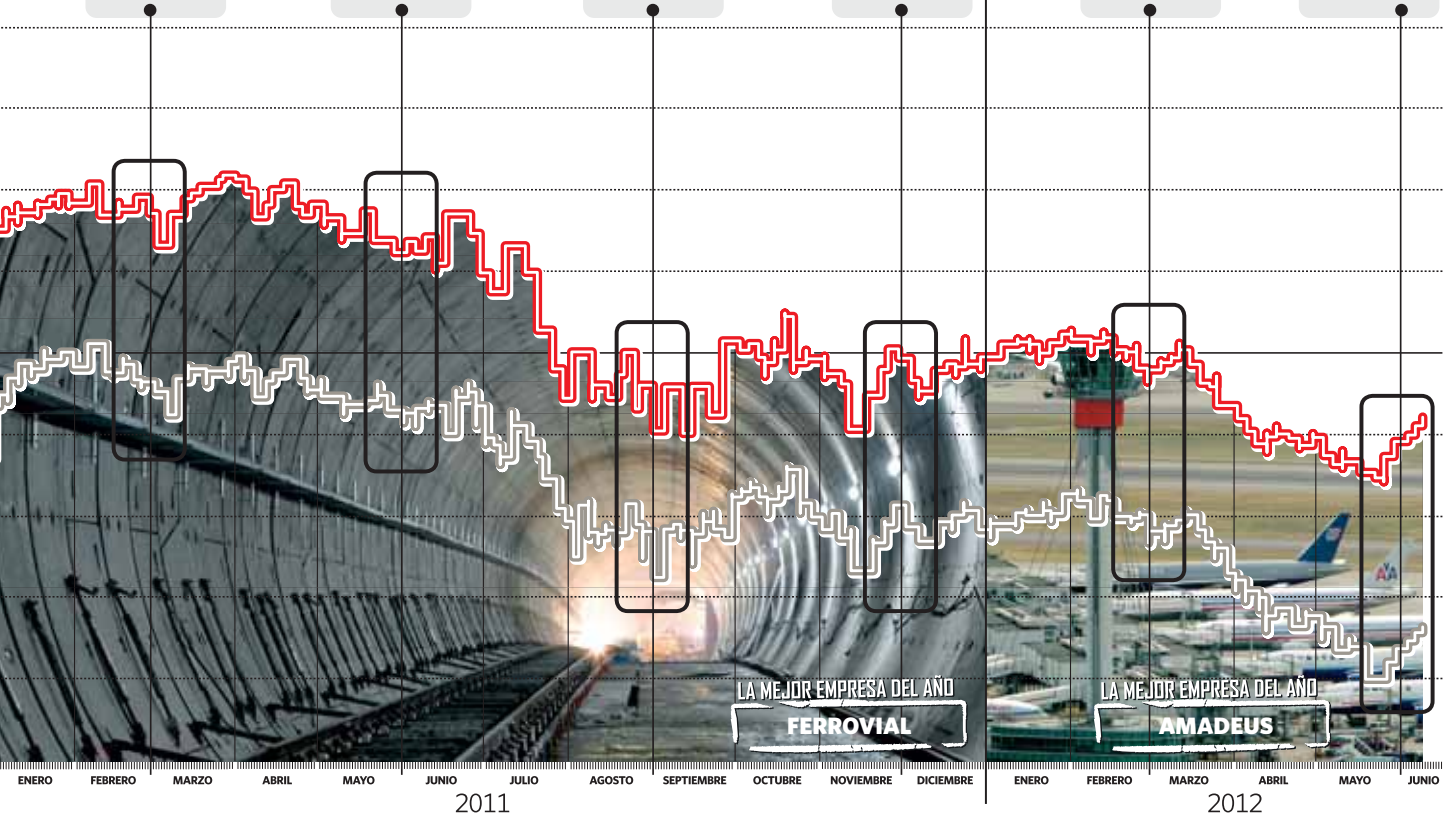 LA MEJOR EMPRESA DEL AÑO
FERROVIAL
LA MEJOR EMPRESA DEL AÑO
AMADEUS
ENERO FEBRERO MARZO ABRIL MAYO JUNIO JULIO AGOSTO SEPTIEMBRE OCTUBRE NOVIEMBRE DICIEMBRE ENERO FEBRERO MARZO ABRIL MAYO JUNIO
2011 2012